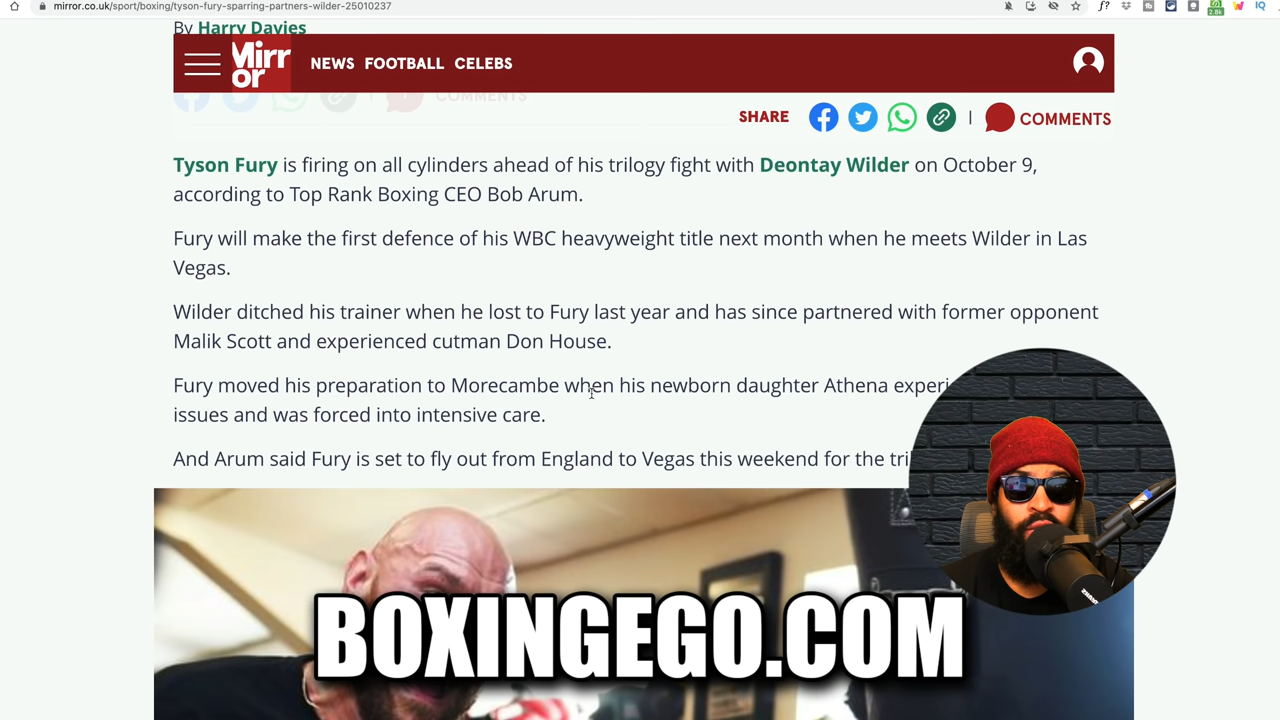 mirror.co.uk/sport/boxing/tyson-fury-sparring-partners-wilder-25010237
By Harry Davies
Mirror
NEWS FOOTBALL CELEBS
COMMENTS
SHARE | COMMENTS
Tyson Fury is firing on all cylinders ahead of his trilogy fight with Deontay Wilder on October 9,
according to Top Rank Boxing CEO Bob Arum.
Fury will make the first defence of his WBC heavyweight title next month when he meets Wilder in Las
Vegas.
Wilder ditched his trainer when he lost to Fury last year and has since partnered with former opponent
Malik Scott and experienced cutman Don House.
Fury moved his preparation to Morecambe when his newborn daughter Athena
issues and was forced into intensive care.
And Arum said Fury is set to fly out from England to Vegas this weekend for the
BOXINGEGO.COM